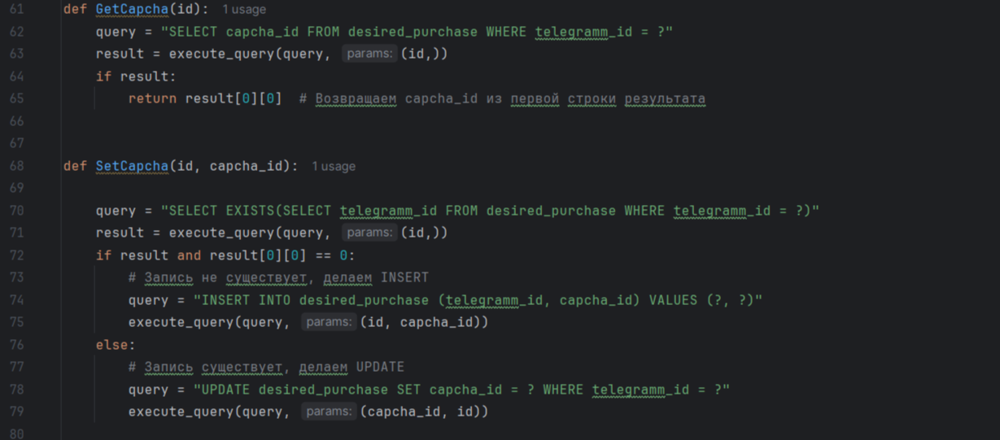 61 def GetCapcha(id): 1 usage
62 query = "SELECT capcha_id FROM desired_purchase WHERE telegramm_id = ?"
63 result = execute_query(query, params: (id,))
64 if result:
65 return result[0][0] # Возвращаем capcha_id из первой строки результата
66
67
68 def SetCapcha(id, capcha_id): 1 usage
69
70 query = "SELECT EXISTS(SELECT telegramm_id FROM desired_purchase WHERE telegramm_id = ?)"
71 result = execute_query(query, params: (id,))
72 if result and result[0][0] == 0:
73 # Запись не существует, делаем INSERT
74 query = "INSERT INTO desired_purchase (telegramm_id, capcha_id) VALUES (?, ?)"
75 execute_query(query, params: (id, capcha_id))
76 else:
77 # Запись существует, делаем UPDATE
78 query = "UPDATE desired_purchase SET capcha_id = ? WHERE telegramm_id = ?"
79 execute_query(query, params: (capcha_id, id))
80